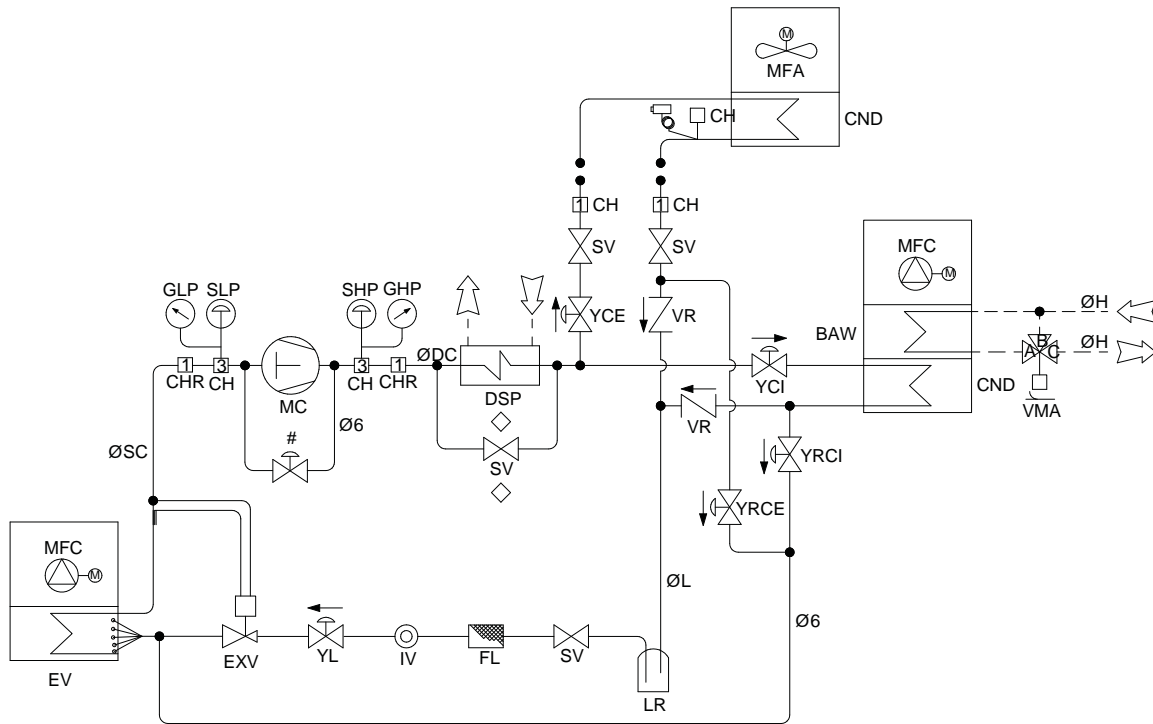 M
MFA
CND
CH
1 CH
1 CH
SV
SV
MFC
M
GLP
SLP
SHP
GHP
YCE
VR
ØH
BAW
B
A C
ØH
1
3
3
1
ØDC
CHR
CH
MC
CH
CHR
DSP
YCI
CND
VMA
VR
#
Ø6
SV
ØSC
YRCI
YRCE
MFC
M
ØL
Ø6
EXV
YL
IV
FL
SV
EV
LR